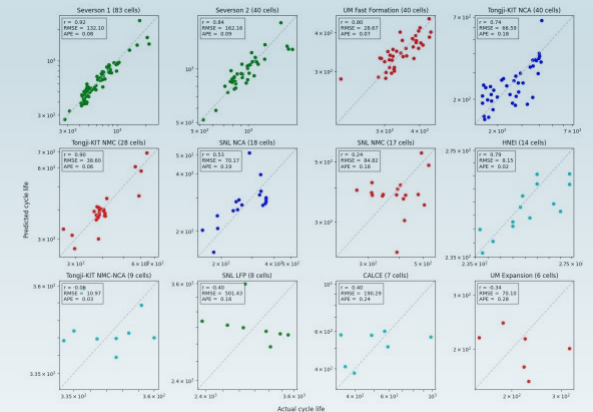 Severson 1 (83 cells)
Severson 2 (40 cells)
UM Fast Formation (40 cells)
Tongji-KIT NCA (40 cells)
r = 0.92
RMSE = 132.10
APE = 0.08
r = 0.84
RMSE = 162.16
APE = 0.09
r = 0.80
RMSE = 28.67
APE = 0.07
r = 0.74
RMSE = 66.59
APE = 0.18
Tongji-KIT NMC (28 cells)
SNL NCA (18 cells)
SNL NMC (17 cells)
HNEI (14 cells)
r = 0.90
RMSE = 38.60
APE = 0.06
r = 0.53
RMSE = 70.17
APE = 0.19
r = 0.24
RMSE = 84.82
APE = 0.16
r = 0.79
RMSE = 8.15
APE = 0.02
Predicted cycle life
Tongji-KIT NMC-NCA (9 cells)
SNL LFP (8 cells)
CALCE (7 cells)
UM Expansion (6 cells)
RMSE = 10.97
APE = 0.03
r = -0.40
RMSE = 501.43
APE = 0.16
r = 0.40
RMSE = 190.29
APE = 0.24
r = -0.34
RMSE = 70.10
APE = 0.26
Actual cycle life